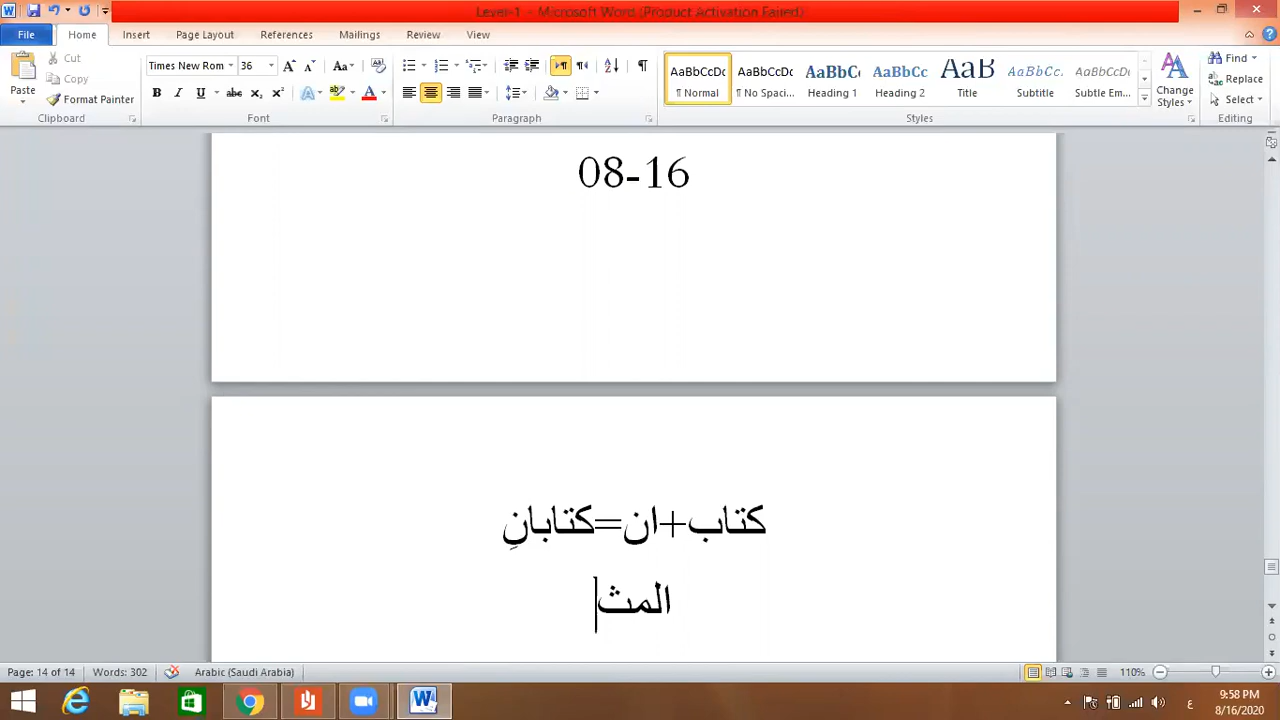 Level-1 - Microsoft Word (Product Activation Failed)
File Home Insert Page Layout References Mailings Review View
Cut
Copy
Format Painter
Paste
Clipboard
Times New Rom 36
Font
Paragraph
AaBbCcDc AaBbCcDc AaBbCc AaBbCc AaB AaBbCc. AaBbCcDc
¶ Normal ¶ No Spaci... Heading 1 Heading 2 Title Subtitle Subtle Em...
Change Styles
Styles
Find
Replace
Select
Editing
08-16
كتاب+ان=كتابانِ
المث
Page: 14 of 14 Words: 302 Arabic (Saudi Arabia) 110%
9:58 PM
8/16/2020
ع